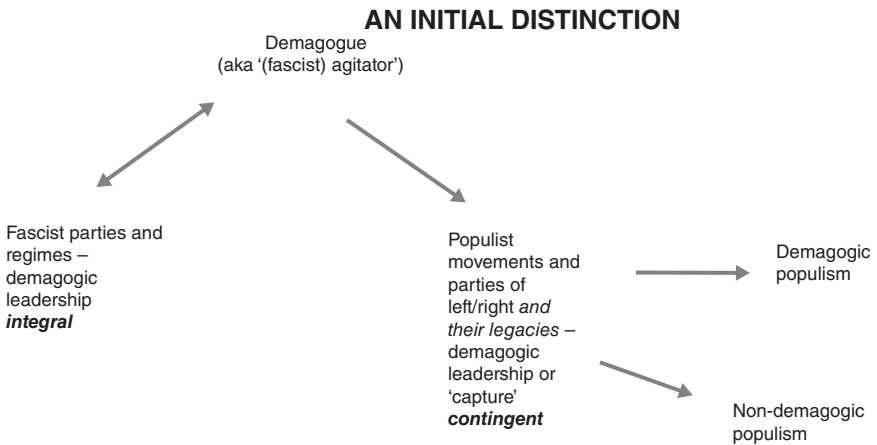 AN INITIAL DISTINCTION
Demagogue
(aka ‘(fascist) agitator’)
Fascist parties and
regimes –
demagogic
leadership
integral
Populist
movements and
parties of
left/right and
their legacies –
demagogic
leadership or
‘capture’
contingent
Demagogic
populism
Non-demagogic
populism